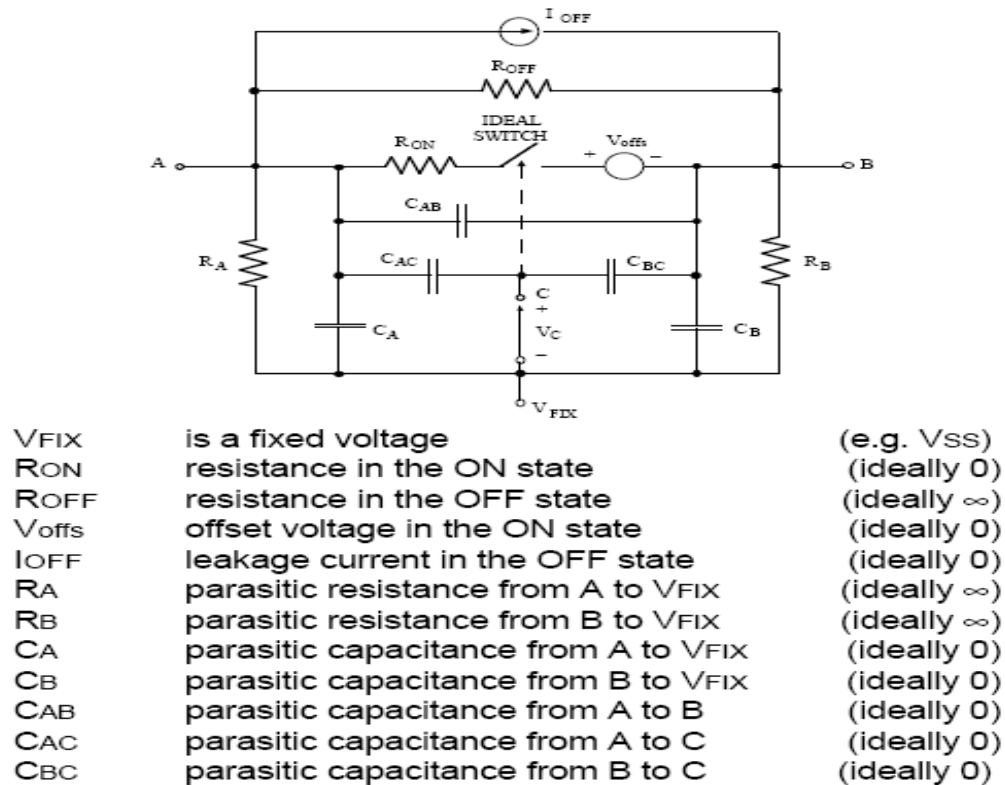 I OFF
ROFF
IDEAL
SWITCH
RON
Voffs
+ −
A
B
CAB
RA
CAC
CBC
RB
C
+
CA
VC
CB
−
VFIX
VFIX is a fixed voltage (e.g. VSS)
RON resistance in the ON state (ideally 0)
ROFF resistance in the OFF state (ideally ∞)
Voffs offset voltage in the ON state (ideally 0)
IOFF leakage current in the OFF state (ideally 0)
RA parasitic resistance from A to VFIX (ideally ∞)
RB parasitic resistance from B to VFIX (ideally ∞)
CA parasitic capacitance from A to VFIX (ideally 0)
CB parasitic capacitance from B to VFIX (ideally 0)
CAB parasitic capacitance from A to B (ideally 0)
CAC parasitic capacitance from A to C (ideally 0)
CBC parasitic capacitance from B to C (ideally 0)